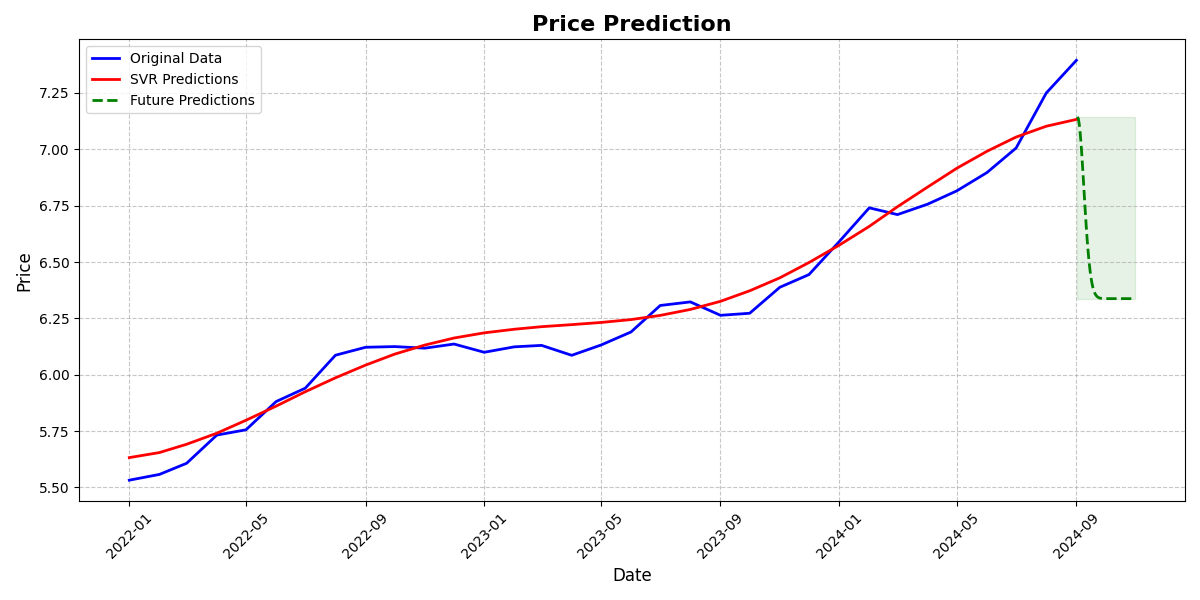 Price Prediction
Original Data
SVR Predictions
Future Predictions
7.25
7.00
6.75
6.50
6.25
6.00
5.75
5.50
Price
2022-01
2022-05
2022-09
2023-01
2023-05
2023-09
2024-01
2024-05
2024-09
Date